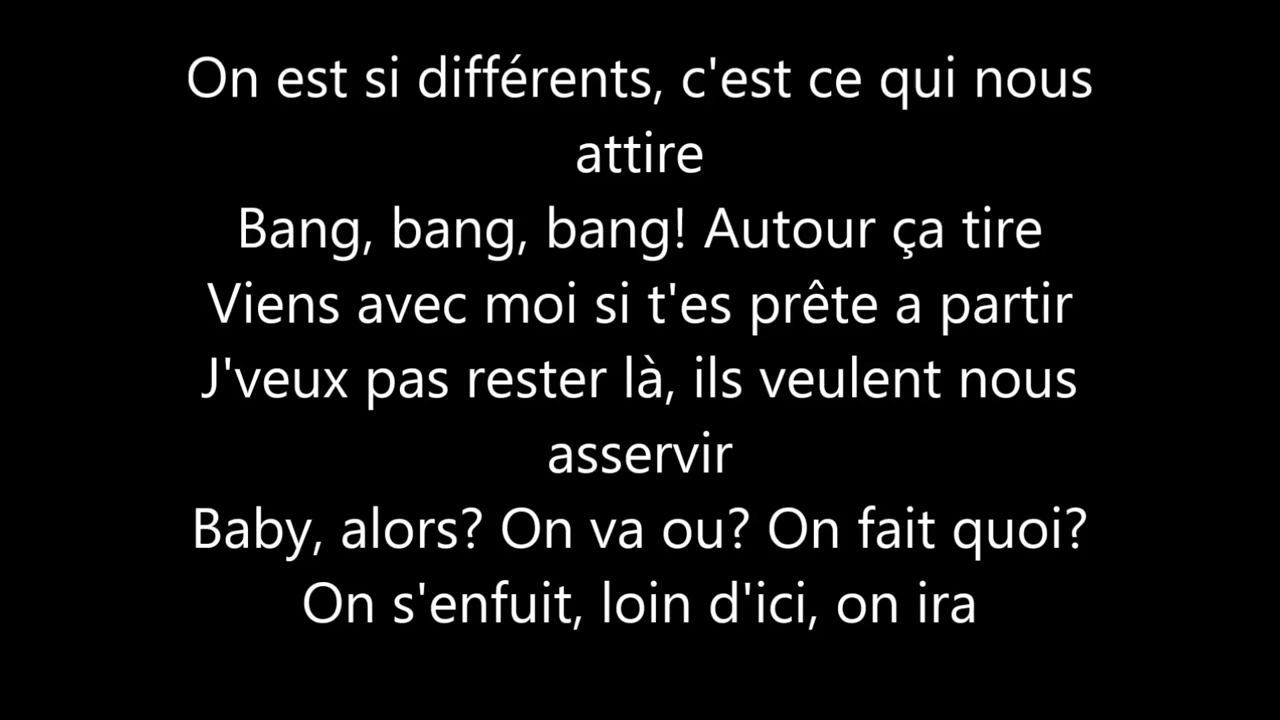 On est si différents, c'est ce qui nous
attire
Bang, bang, bang! Autour ça tire
Viens avec moi si t'es prête a partir
J'veux pas rester là, ils veulent nous
asservir
Baby, alors? On va ou? On fait quoi?
On s'enfuit, loin d'ici, on ira